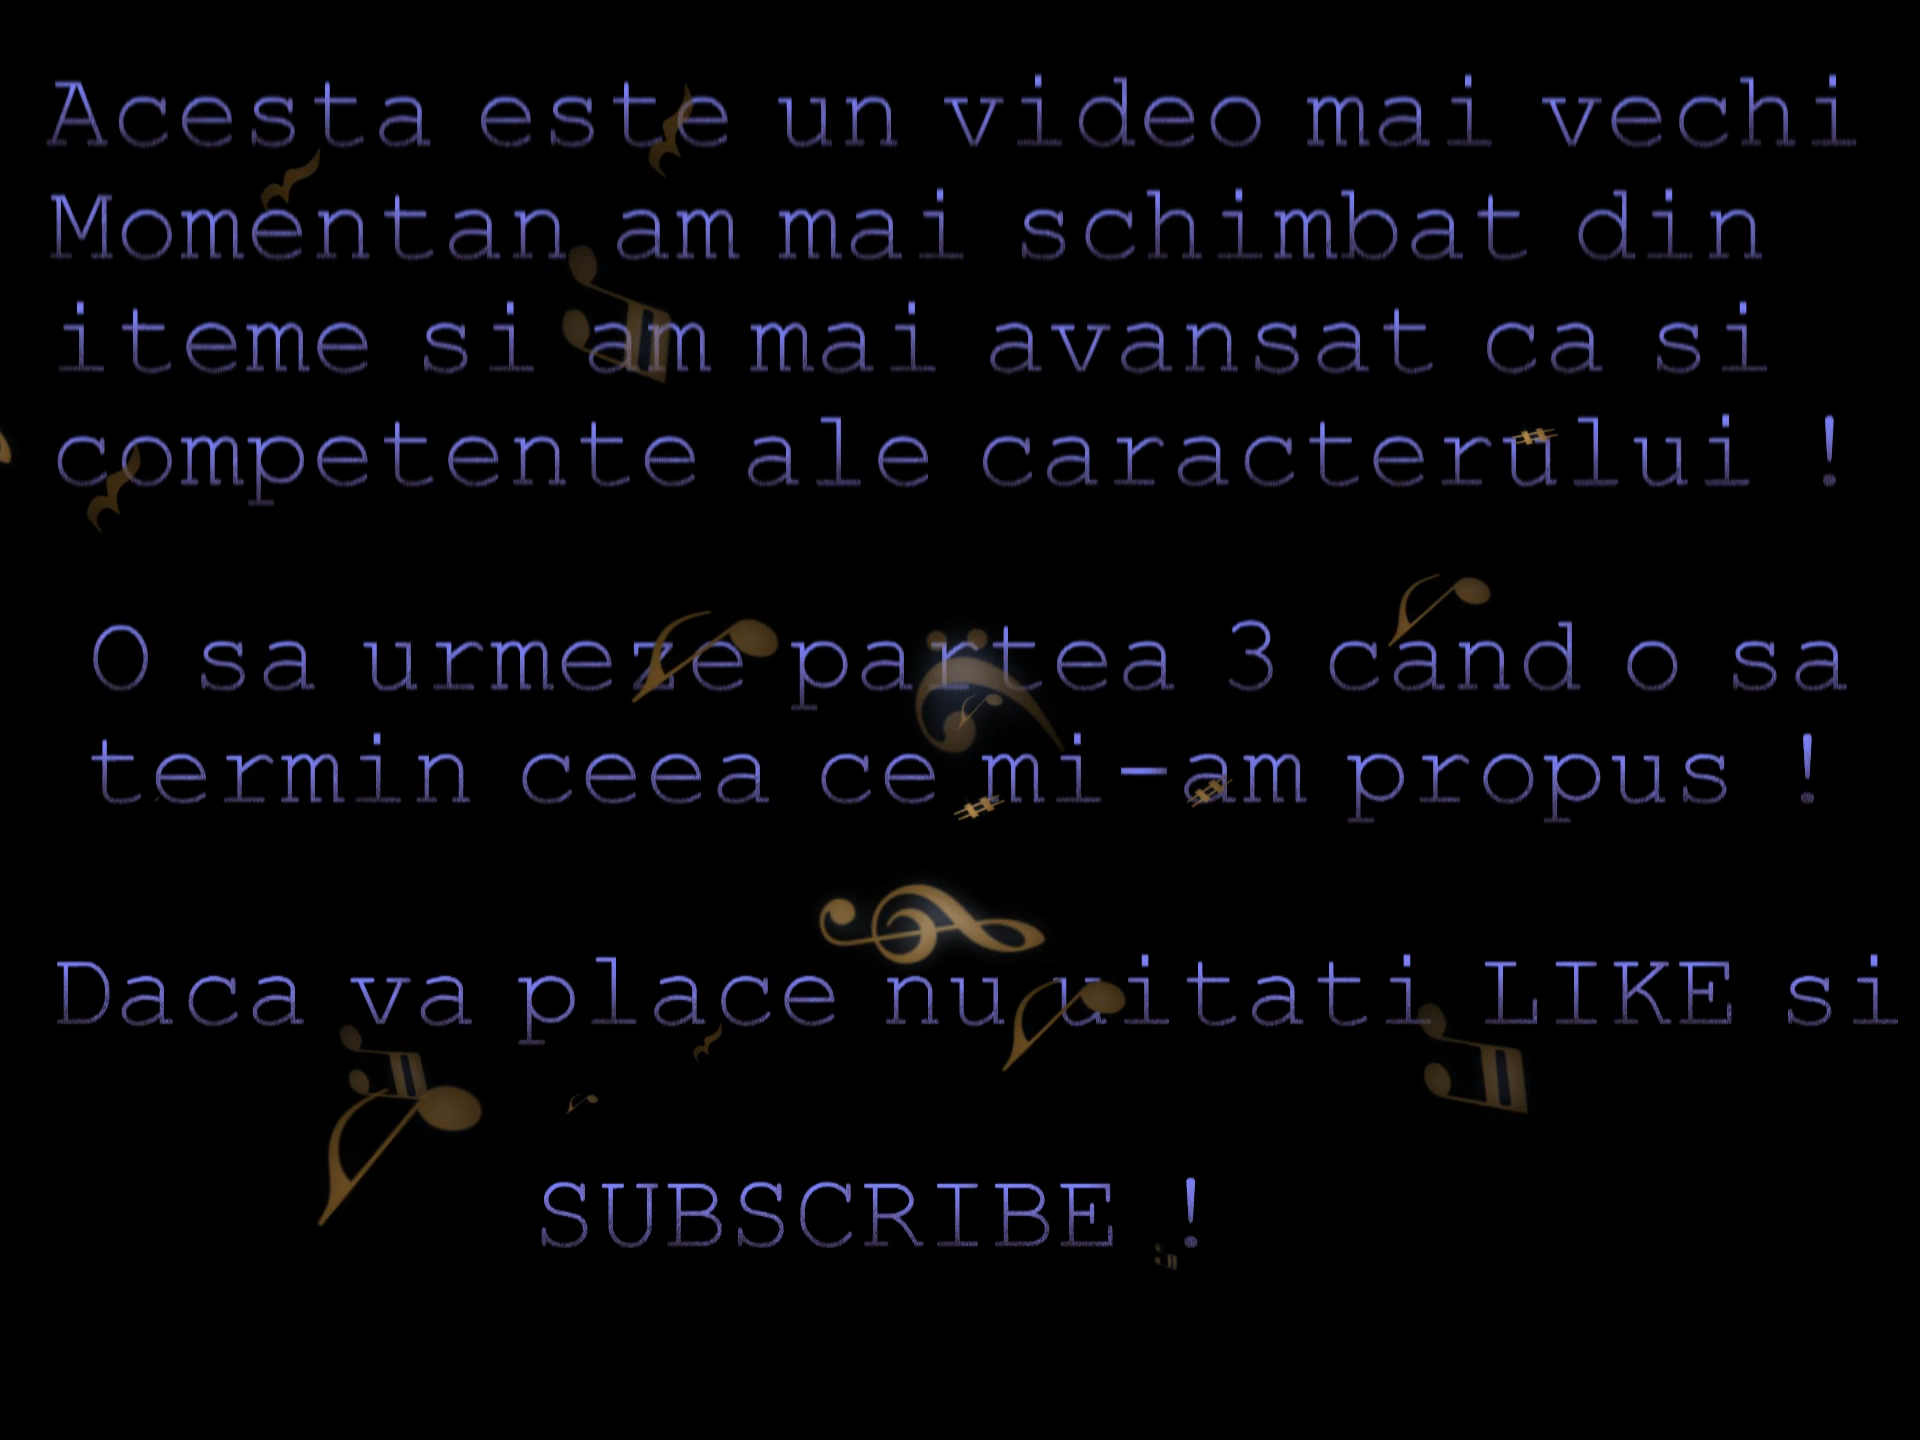 Acesta este un video mai vechi
Momentan am mai schimbat din
iteme si am mai avansat ca si
competente ale caracterului !
O sa urmeze partea 3 cand o sa
termin ceea ce mi-am propus !
Daca va place nu uitati LIKE si
SUBSCRIBE !